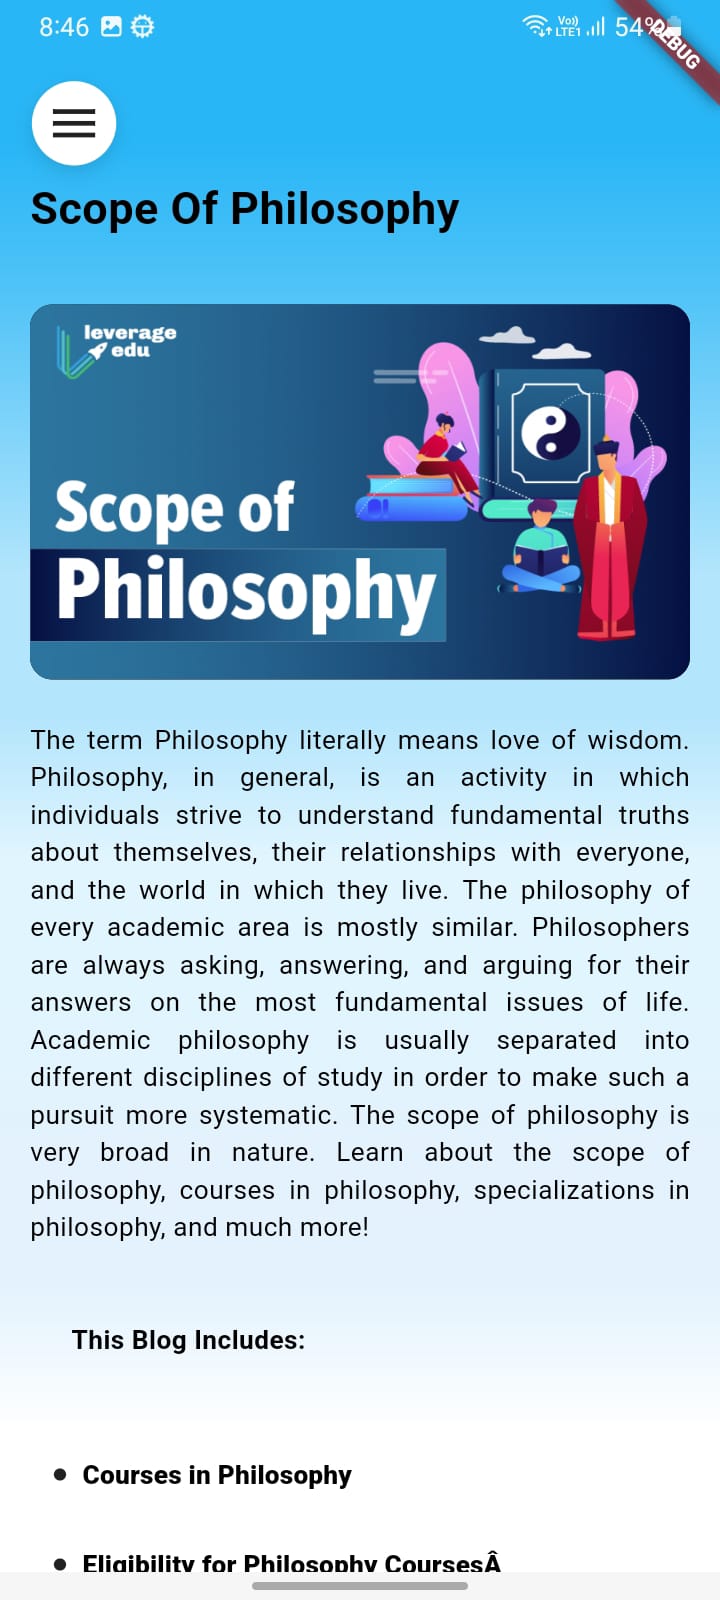 8:46
Vo))
LTE1
54%
DEBUG
Scope Of Philosophy
leverage
edu
Scope of
Philosophy
The term Philosophy literally means love of wisdom.
Philosophy, in general, is an activity in which
individuals strive to understand fundamental truths
about themselves, their relationships with everyone,
and the world in which they live. The philosophy of
every academic area is mostly similar. Philosophers
are always asking, answering, and arguing for their
answers on the most fundamental issues of life.
Academic philosophy is usually separated into
different disciplines of study in order to make such a
pursuit more systematic. The scope of philosophy is
very broad in nature. Learn about the scope of
philosophy, courses in philosophy, specializations in
philosophy, and much more!
This Blog Includes:
• Courses in Philosophy
• Eligibility for Philosophy CoursesÂ